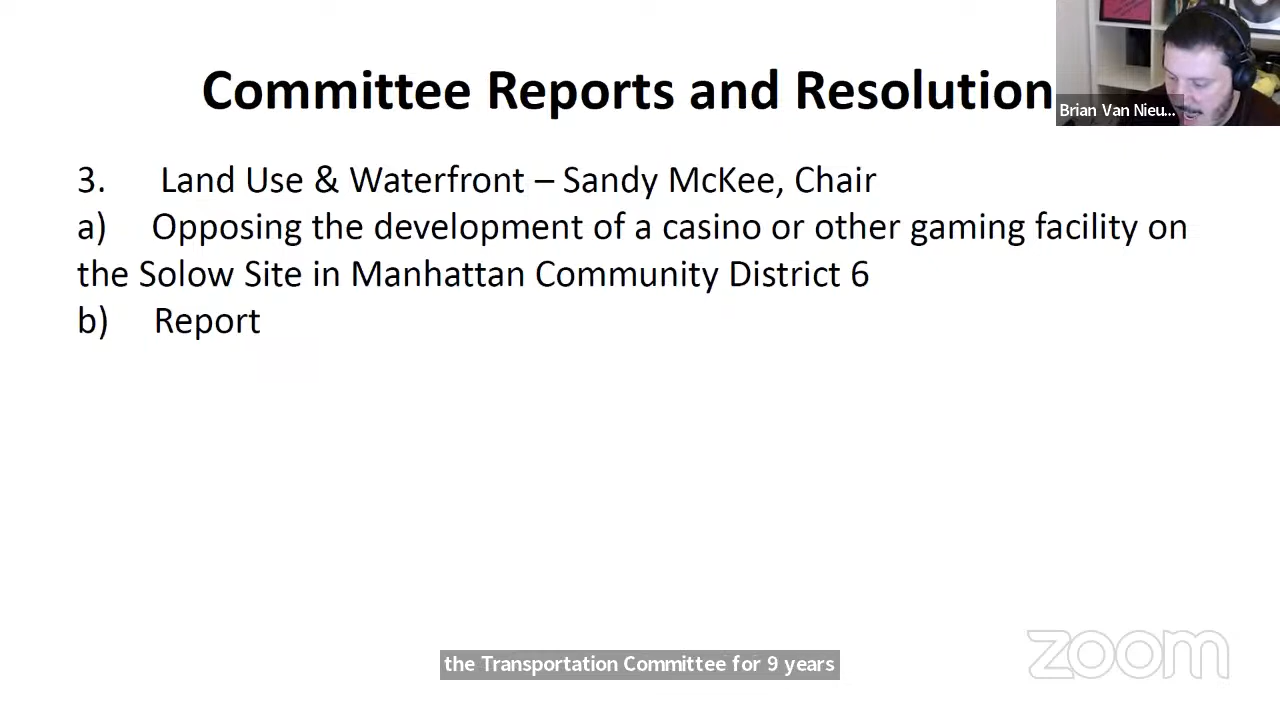 Committee Reports and Resolution
Brian Van Nieu...
3. Land Use & Waterfront – Sandy McKee, Chair
a) Opposing the development of a casino or other gaming facility on
the Solow Site in Manhattan Community District 6
b) Report
the Transportation Committee for 9 years
zoom